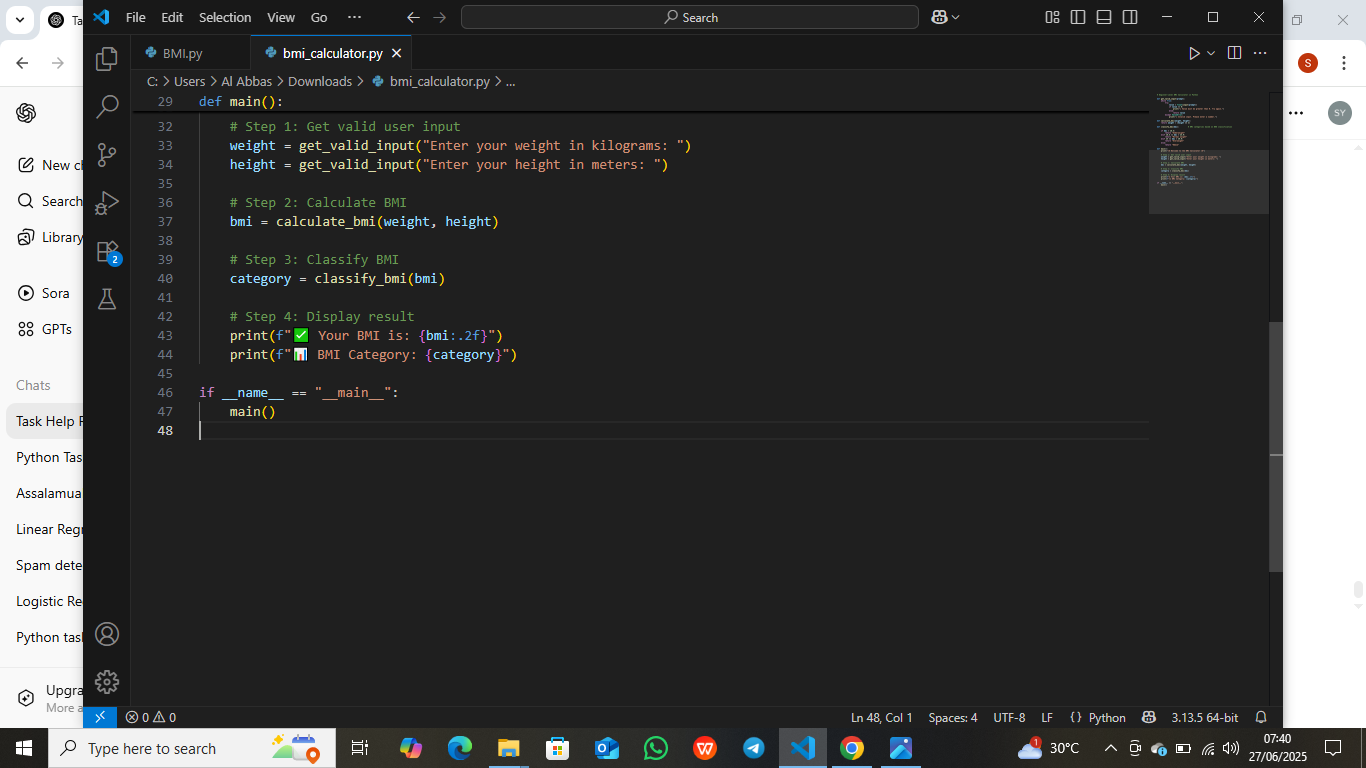 Ta
File Edit Selection View Go ··· Search
BMI.py bmi_calculator.py
C: > Users > Al Abbas > Downloads > bmi_calculator.py > ...
29 def main():
32 # Step 1: Get valid user input
33 weight = get_valid_input("Enter your weight in kilograms: ")
34 height = get_valid_input("Enter your height in meters: ")
35
36 # Step 2: Calculate BMI
37 bmi = calculate_bmi(weight, height)
38
39 # Step 3: Classify BMI
40 category = classify_bmi(bmi)
41
42 # Step 4: Display result
43 print(f"✅ Your BMI is: {bmi:.2f}")
44 print(f"📊 BMI Category: {category}")
45
46 if __name__ == "__main__":
47 main()
48
S
SY
New c
Search
Library
Sora
GPTs
Chats
Task Help
Python Tas
Assalamua
Linear Reg
Spam dete
Logistic Re
Python tas
Upgra
More a
2
0 0
Ln 48, Col 1 Spaces: 4 UTF-8 LF {} Python 3.13.5 64-bit
Type here to search
1 30°C
07:40
27/06/2025